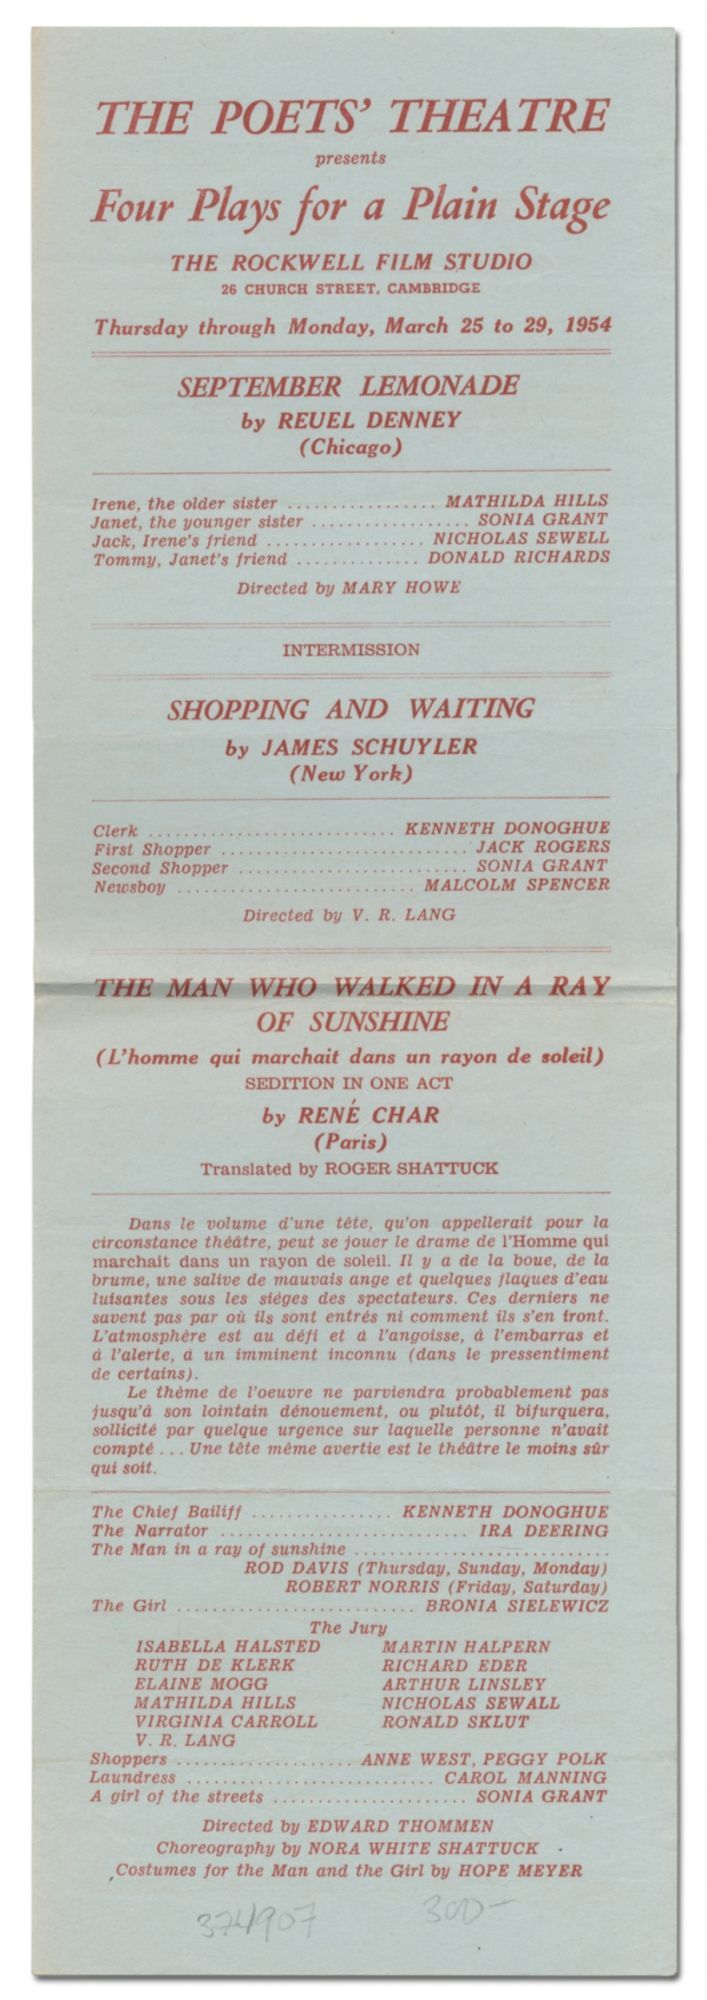 THE POETS' THEATRE
presents
Four Plays for a Plain Stage
THE ROCKWELL FILM STUDIO
26 CHURCH STREET, CAMBRIDGE
Thursday through Monday, March 25 to 29, 1954
SEPTEMBER LEMONADE
by REUEL DENNEY
(Chicago)
Irene, the older sister ................. MATHILDA HILLS
Janet, the younger sister .................. SONIA GRANT
Jack, Irene's friend ................... NICHOLAS SEWELL
Tommy, Janet's friend .............. DONALD RICHARDS
Directed by MARY HOWE
INTERMISSION
SHOPPING AND WAITING
by JAMES SCHUYLER
(New York)
Clerk ............................ KENNETH DONOGHUE
First Shopper ............................ JACK ROGERS
Second Shopper .......................... SONIA GRANT
Newsboy ........................... MALCOLM SPENCER
Directed by V. R. LANG
THE MAN WHO WALKED IN A RAY
OF SUNSHINE
(L'homme qui marchait dans un rayon de soleil)
SEDITION IN ONE ACT
by RENÉ CHAR
(Paris)
Translated by ROGER SHATTUCK
Dans le volume d'une tête, qu'on appellerait pour la
circonstance théâtre, peut se jouer le drame de l'Homme qui
marchait dans un rayon de soleil. Il y a de la boue, de la
brume, une salive de mauvais ange et quelques flaques d'eau
luisantes sous les sièges des spectateurs. Ces derniers ne
savent pas par où ils sont entrés ni comment ils s'en iront.
L'atmosphère est au défi et à l'angoisse, à l'embarras et
à l'alerte, à un imminent inconnu (dans le pressentiment
de certains).
Le thème de l'oeuvre ne parviendra probablement pas
jusqu'à son lointain dénouement, ou plutôt, il bifurquera,
sollicité par quelque urgence sur laquelle personne n'avait
compté ... Une tête même avertie est le théâtre le moins sûr
qui soit.
The Chief Bailiff ................ KENNETH DONOGHUE
The Narrator ............................ IRA DEERING
The Man in a ray of sunshine .............................
ROD DAVIS (Thursday, Sunday, Monday)
ROBERT NORRIS (Friday, Saturday)
The Girl ........................... BRONIA SIELEWICZ
The Jury
ISABELLA HALSTED MARTIN HALPERN
RUTH DE KLERK RICHARD EDER
ELAINE MOGG ARTHUR LINSLEY
MATHILDA HILLS NICHOLAS SEWALL
VIRGINIA CARROLL RONALD SKLUT
V. R. LANG
Shoppers .................... ANNE WEST, PEGGY POLK
Laundress ............................ CAROL MANNING
A girl of the streets ...................... SONIA GRANT
Directed by EDWARD THOMMEN
Choreography by NORA WHITE SHATTUCK
Costumes for the Man and the Girl by HOPE MEYER
374907 300-